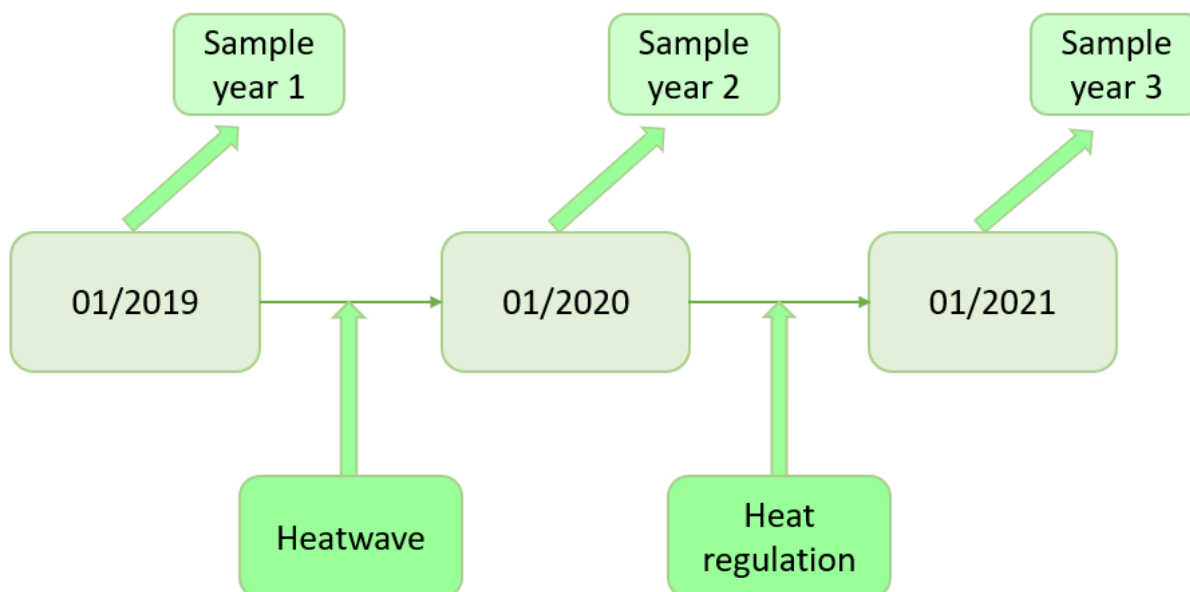 Sample
year 1
Sample
year 2
Sample
year 3
01/2019
01/2020
01/2021
Heatwave
Heat
regulation